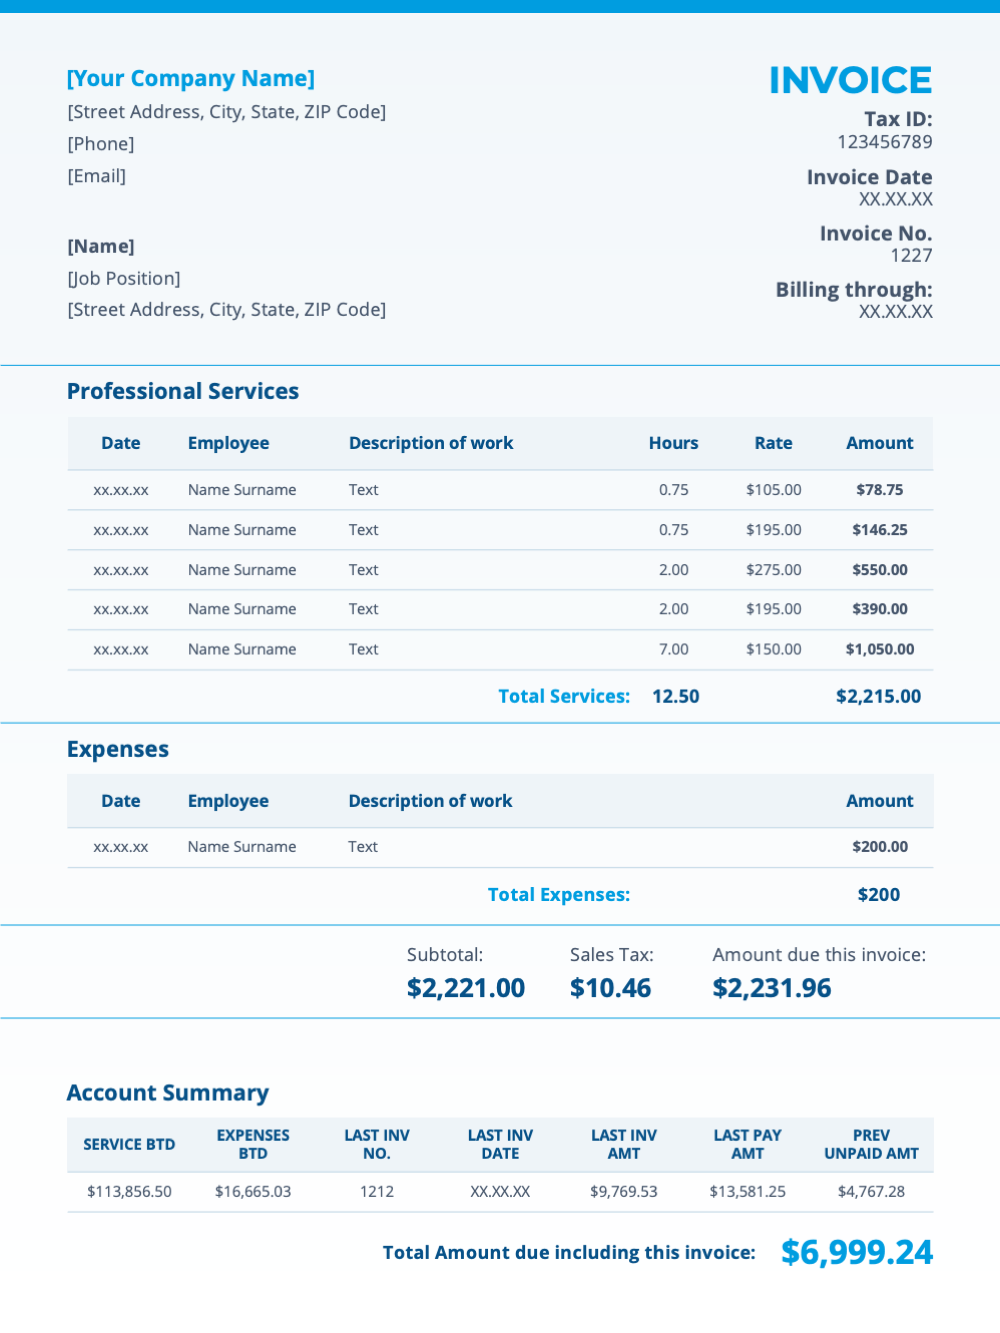 [Your Company Name]
[Street Address, City, State, ZIP Code]
[Phone]
[Email]
[Name]
[Job Position]
[Street Address, City, State, ZIP Code]
INVOICE
Tax ID:
123456789
Invoice Date
XX.XX.XX
Invoice No.
1227
Billing through:
XX.XX.XX
Professional Services
Date Employee Description of work Hours Rate Amount
xx.xx.xx Name Surname Text 0.75 $105.00 $78.75
xx.xx.xx Name Surname Text 0.75 $195.00 $146.25
xx.xx.xx Name Surname Text 2.00 $275.00 $550.00
xx.xx.xx Name Surname Text 2.00 $195.00 $390.00
xx.xx.xx Name Surname Text 7.00 $150.00 $1,050.00
Total Services: 12.50 $2,215.00
Expenses
Date Employee Description of work Amount
xx.xx.xx Name Surname Text $200.00
Total Expenses: $200
Subtotal: Sales Tax: Amount due this invoice:
$2,221.00 $10.46 $2,231.96
Account Summary
SERVICE BTD EXPENSES BTD LAST INV NO. LAST INV DATE LAST INV AMT LAST PAY AMT PREV UNPAID AMT
$113,856.50 $16,665.03 1212 XX.XX.XX $9,769.53 $13,581.25 $4,767.28
Total Amount due including this invoice: $6,999.24